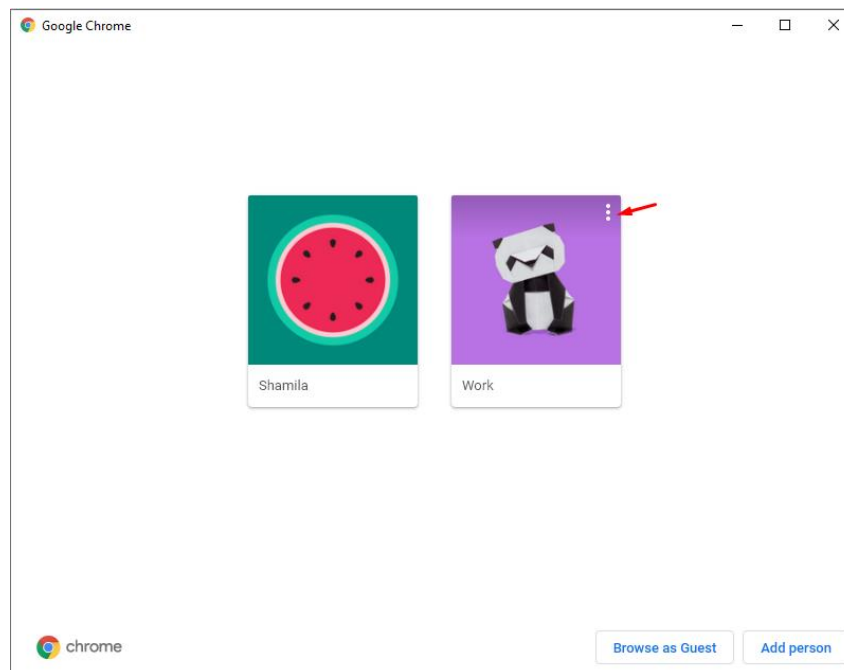 Google Chrome
Shamila
Work
chrome
Browse as Guest
Add person